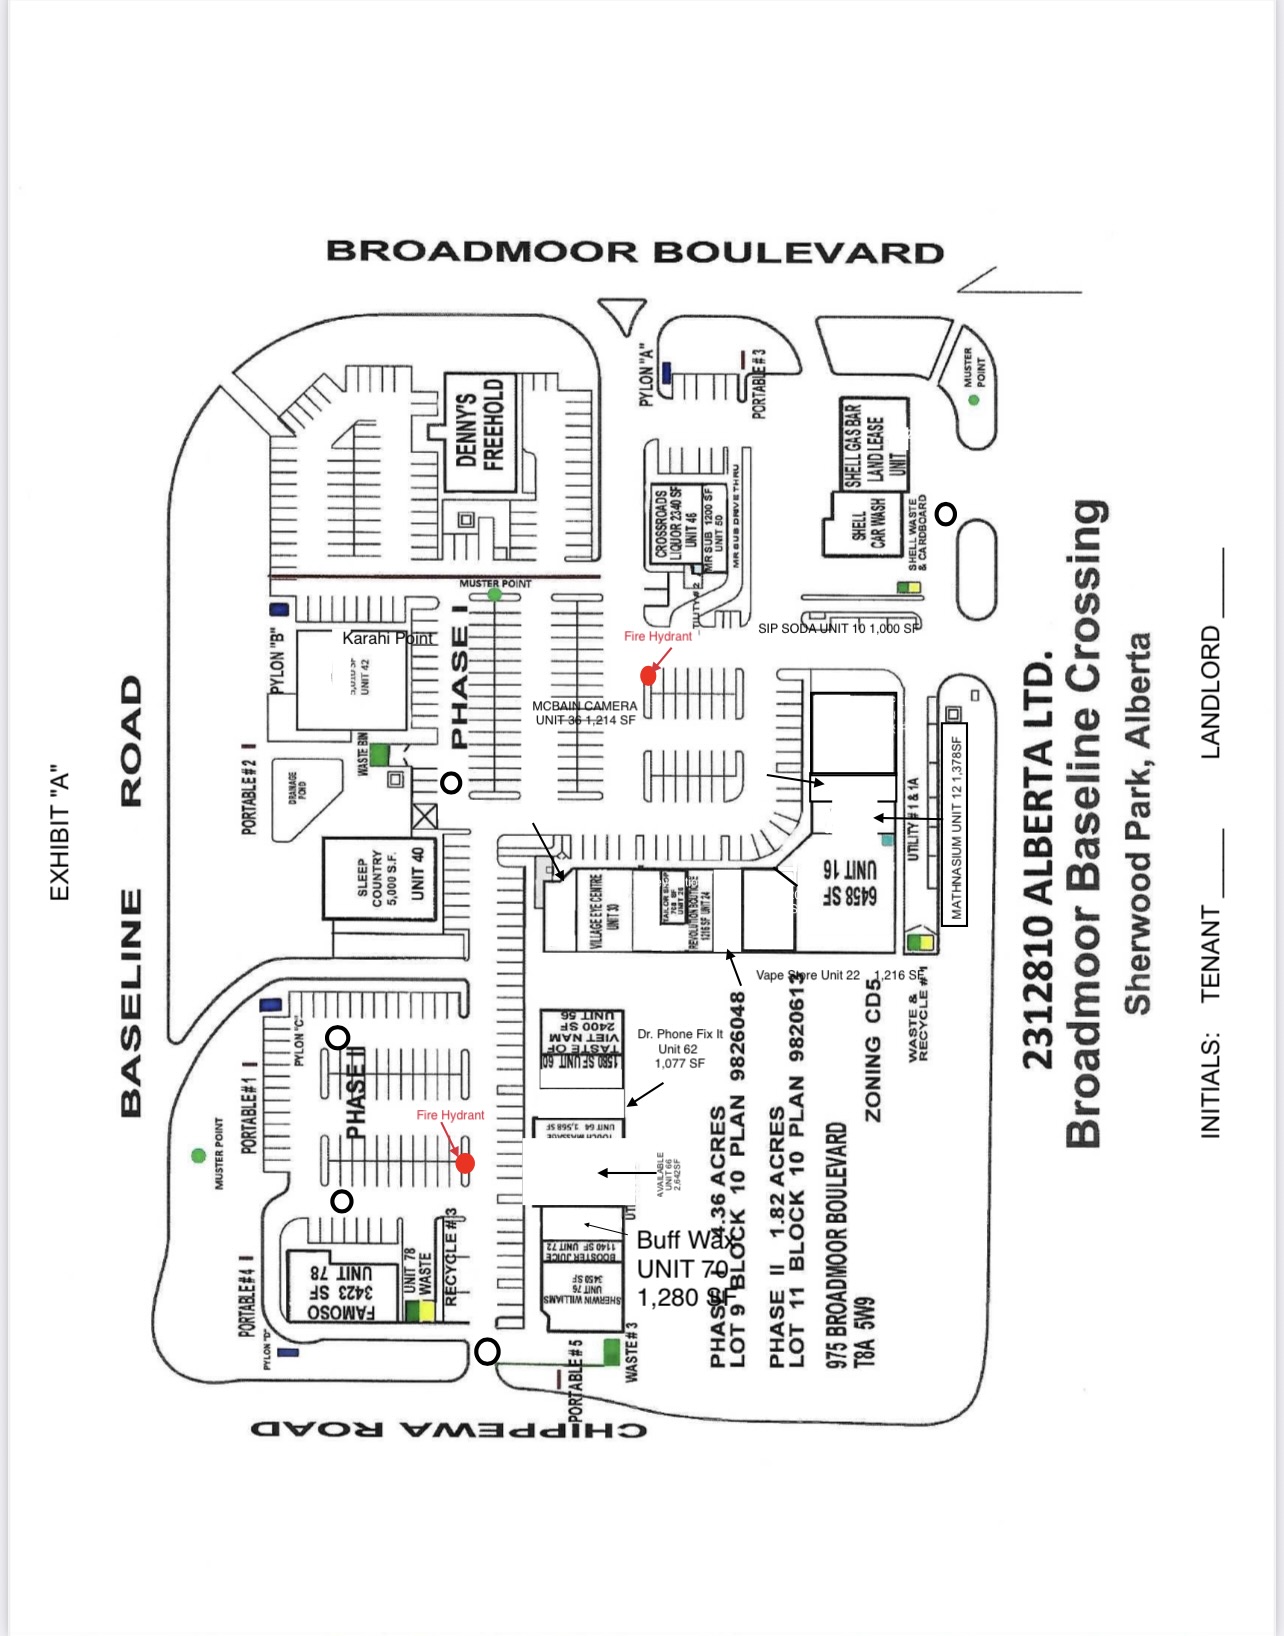 EXHIBIT "A"
BROADMOOR BOULEVARD
BASELINE ROAD
CHIPPEWA ROAD
DENNY'S
FREEHOLD
PYLON "A"
PORTABLE # 3
MUSTER
POINT
SHELL GAS BAR
LAND LEASE
UNIT
SHELL
CAR WASH
SHELL WASTE
& CARDBOARD
CROSSROADS
LIQUOR 2340 SF
UNIT 46
MR SUB 1200 SF
UNIT 50
MR SUB DRIVE THRU
MUSTER POINT
PYLON "B"
Karahi Point
UNIT 42
PHASE I
Fire Hydrant
SIP SODA UNIT 10 1,000 SF
MCBAIN CAMERA
UNIT 36 1,214 SF
WASTE BIN
PORTABLE # 2
DRAINAGE
POND
SLEEP
COUNTRY
5,000 S.F.
UNIT 40
VILLAGE EYE CENTRE
UNIT 30
TAILOR SHOP
UNIT 26
REVOLUTION BOUTIQUE
1216 SF UNIT 24
UNIT 16
6458 SF
UTILITY # 1 & 1A
MATHNASIUM UNIT 12 1,378SF
Vape Store Unit 22 1,216 SF
WASTE &
RECYCLE #1
PYLON "C"
PORTABLE # 1
PHASE II
Fire Hydrant
MUSTER POINT
TASTE OF
VIET NAM
2400 SF
UNIT 56
1580 SF UNIT 60
Dr. Phone Fix It
Unit 62
1,077 SF
TOUCH MASSAGE
UNIT 64 1,568 SF
AVAILABLE
UNIT 66
2,642SF
Buff Wax
UNIT 70
1,280 SF
BOOSTER JUICE
1140 SF UNIT 72
SHERWIN WILLIAMS
UNIT 76
3450 SF
FAMOSO
3423 SF
UNIT 78
UNIT 78
WASTE
RECYCLE # 3
PORTABLE # 4
PYLON "D"
PORTABLE # 5
WASTE # 3
PHASE I 4.36 ACRES
LOT 9 BLOCK 10 PLAN 9826048
PHASE II 1.82 ACRES
LOT 11 BLOCK 10 PLAN 9820613
975 BROADMOOR BOULEVARD
T8A 5W9
ZONING CD5
2312810 ALBERTA LTD.
Broadmoor Baseline Crossing
Sherwood Park, Alberta
INITIALS: TENANT ______ LANDLORD ______